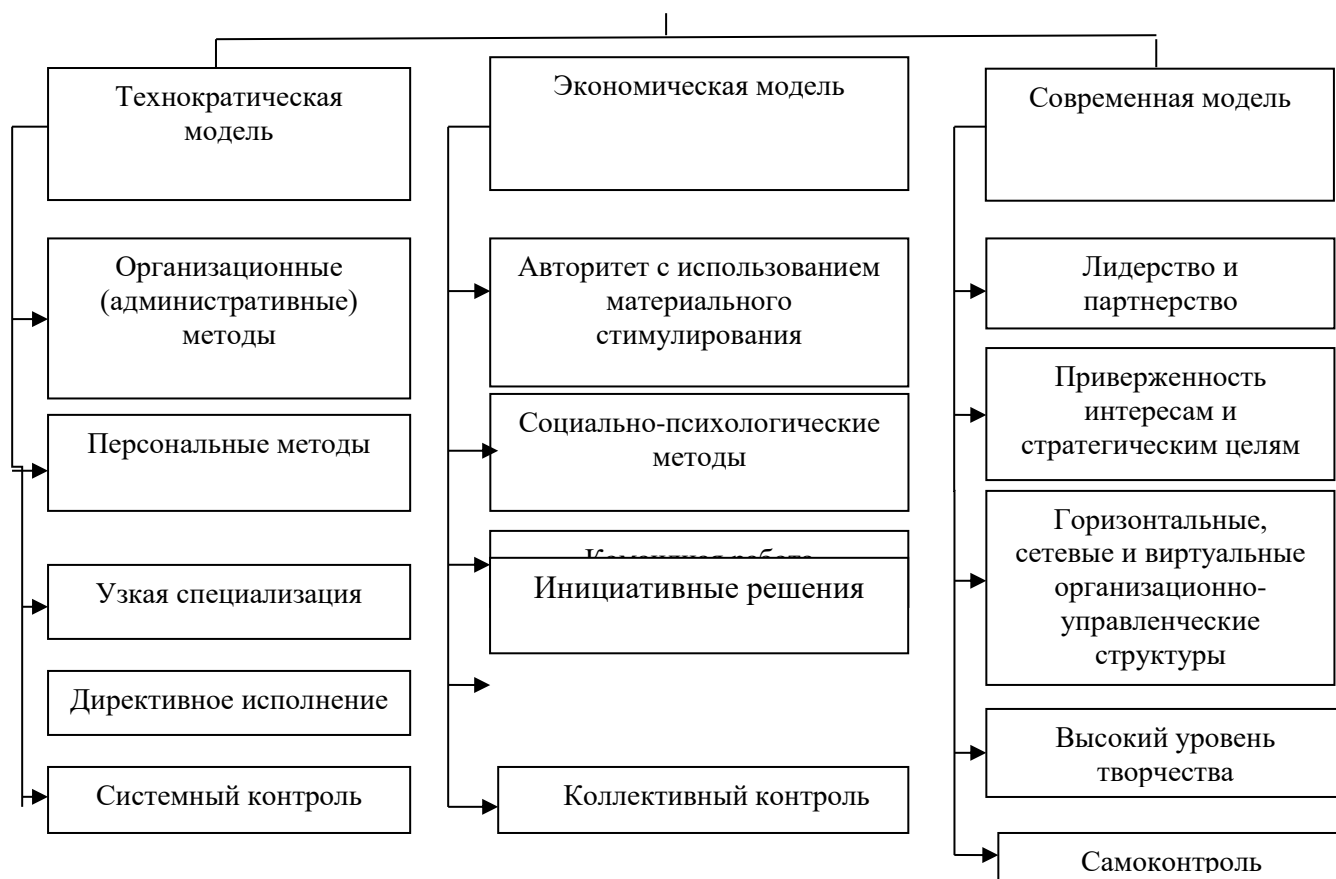 Технократическая
модель
Организационные
(административные)
методы
Персональные методы
Узкая специализация
Директивное исполнение
Системный контроль
Экономическая модель
Авторитет с использованием
материального
стимулирования
Социально-психологические
методы
Командная работа
Инициативные решения
Коллективный контроль
Современная модель
Лидерство и
партнерство
Приверженность
интересам и
стратегическим целям
Горизонтальные,
сетевые и виртуальные
организационно-
управленческие
структуры
Высокий уровень
творчества
Самоконтроль